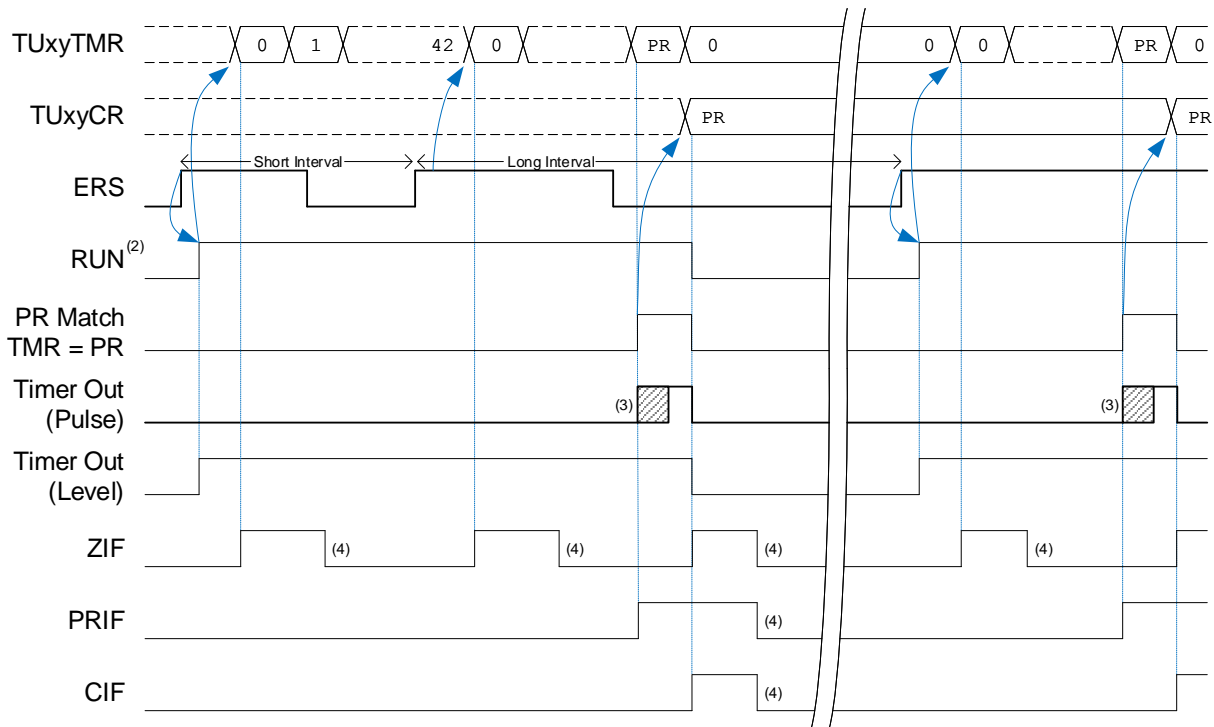 TUxyTMR 0 1 42 0 PR 0 0 0 PR 0
TUxyCR PR PR
Short Interval Long Interval
ERS
RUN(2)
PR Match
TMR = PR
Timer Out
(Pulse) (3) (3)
Timer Out
(Level)
ZIF (4) (4) (4) (4)
PRIF (4)
CIF (4)